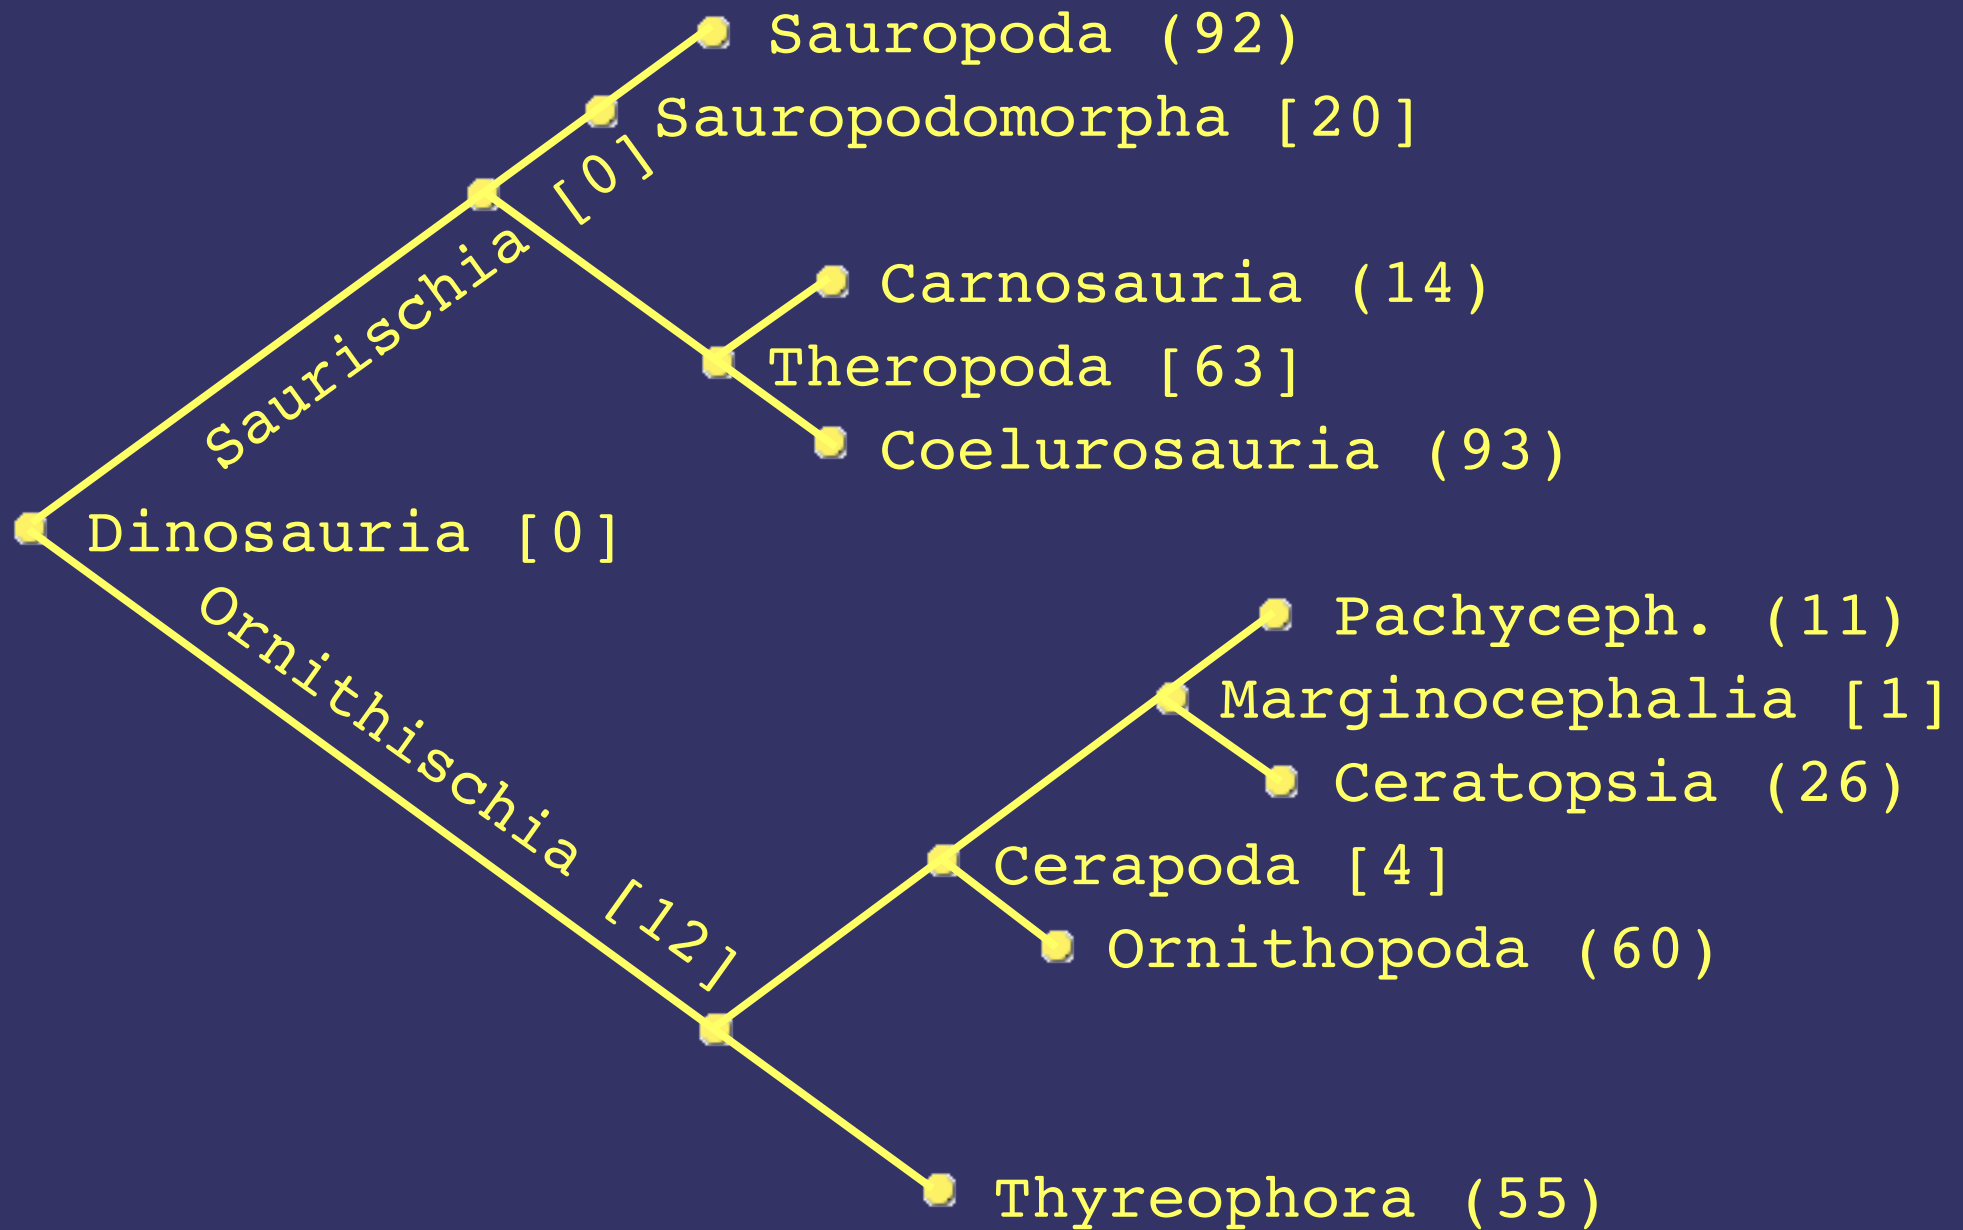 Sauropoda (92)
Sauropodomorpha [20]
Saurischia [0]
Carnosauria (14)
Theropoda [63]
Coelurosauria (93)
Dinosauria [0]
Ornithischia [12]
Pachyceph. (11)
Marginocephalia [1]
Ceratopsia (26)
Cerapoda [4]
Ornithopoda (60)
Thyreophora (55)